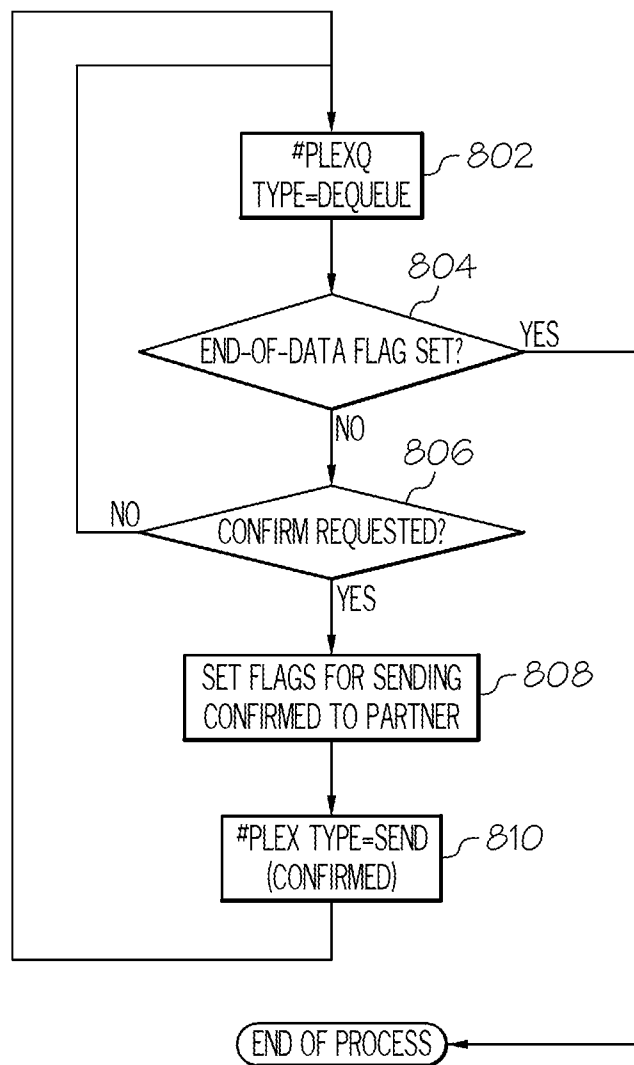 #PLEXQ
TYPE=DEQUEUE
802
804
END-OF-DATA FLAG SET?
YES
NO
806
NO
CONFIRM REQUESTED?
YES
SET FLAGS FOR SENDING
CONFIRMED TO PARTNER
808
#PLEX TYPE=SEND
(CONFIRMED)
810
END OF PROCESS